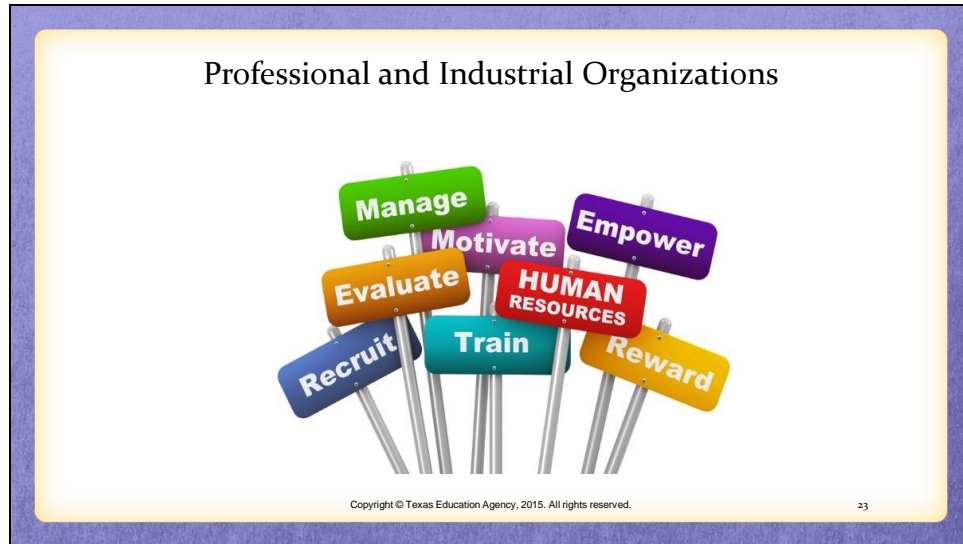 Professional and Industrial Organizations
Manage
Motivate
Empower
Evaluate
HUMAN
RESOURCES
Recruit
Train
Reward
Copyright © Texas Education Agency, 2015. All rights reserved.
23